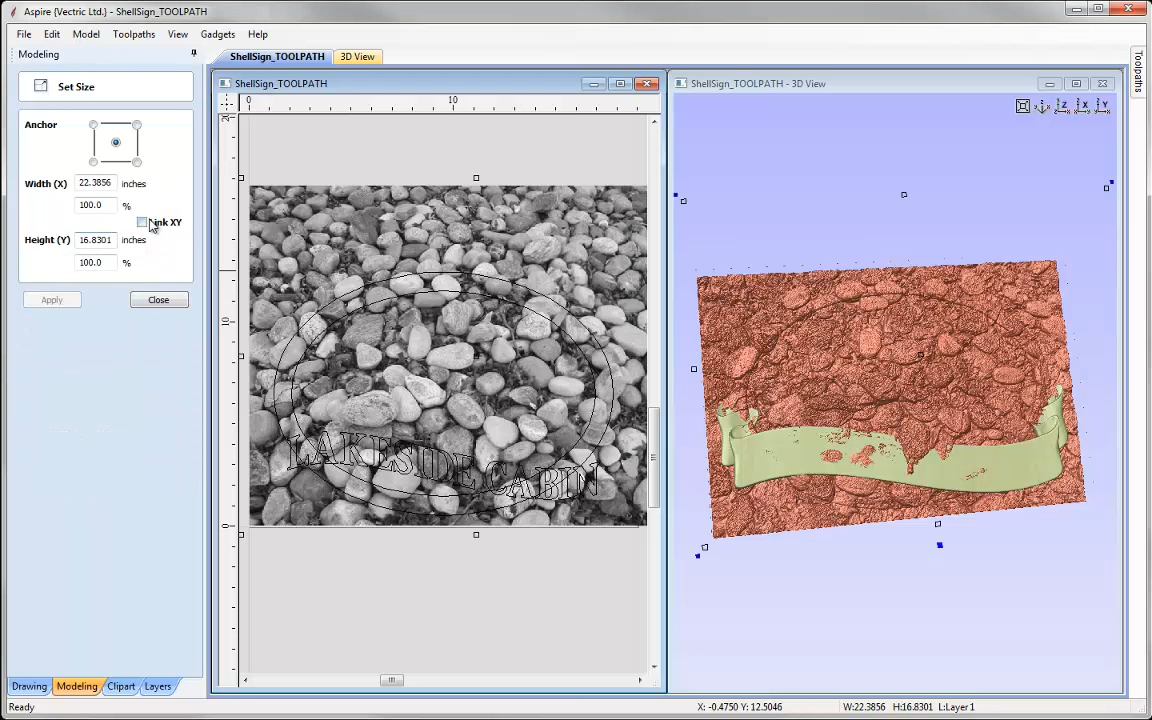 Aspire {Vectric Ltd.} - ShellSign_TOOLPATH
File Edit Model Toolpaths View Gadgets Help
Modeling
ShellSign_TOOLPATH 3D View
Toolpaths
Set Size
Anchor
Width (X) 22.3856 inches
100.0 %
Link XY
Height (Y) 16.8301 inches
100.0 %
Apply Close
ShellSign_TOOLPATH
0 10
20
10
0
LAKESIDE CABIN
ShellSign_TOOLPATH - 3D View
Z X Y
Drawing Modeling Clipart Layers
Ready
X: -0.4750 Y: 12.5046
W:22.3856 H:16.8301 L:Layer 1